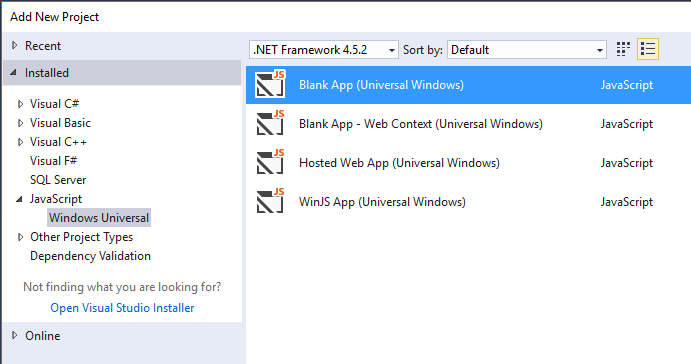 Add New Project
Recent
Installed
Visual C#
Visual Basic
Visual C++
Visual F#
SQL Server
JavaScript
Windows Universal
Other Project Types
Dependency Validation
Not finding what you are looking for?
Open Visual Studio Installer
Online
.NET Framework 4.5.2 Sort by: Default
JS Blank App (Universal Windows) JavaScript
JS Blank App - Web Context (Universal Windows) JavaScript
JS Hosted Web App (Universal Windows) JavaScript
JS WinJS App (Universal Windows) JavaScript